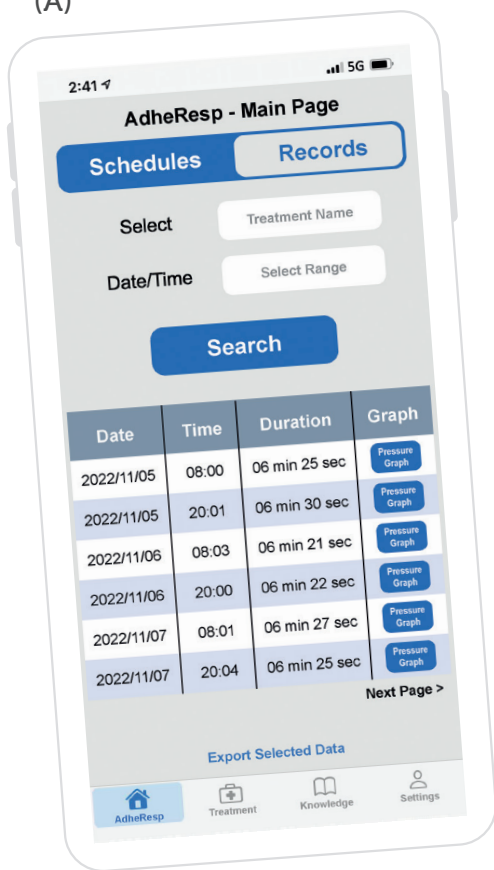 (A)
2:41 5G
AdheResp - Main Page
Schedules Records
Select Treatment Name
Date/Time Select Range
Search
Date Time Duration Graph
2022/11/05 08:00 06 min 25 sec Pressure Graph
2022/11/05 20:01 06 min 30 sec Pressure Graph
2022/11/06 08:03 06 min 21 sec Pressure Graph
2022/11/06 20:00 06 min 22 sec Pressure Graph
2022/11/07 08:01 06 min 27 sec Pressure Graph
2022/11/07 20:04 06 min 25 sec Pressure Graph
Next Page >
Export Selected Data
AdheResp Treatment Knowledge Settings